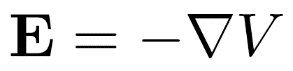 𝐄 = −∇V